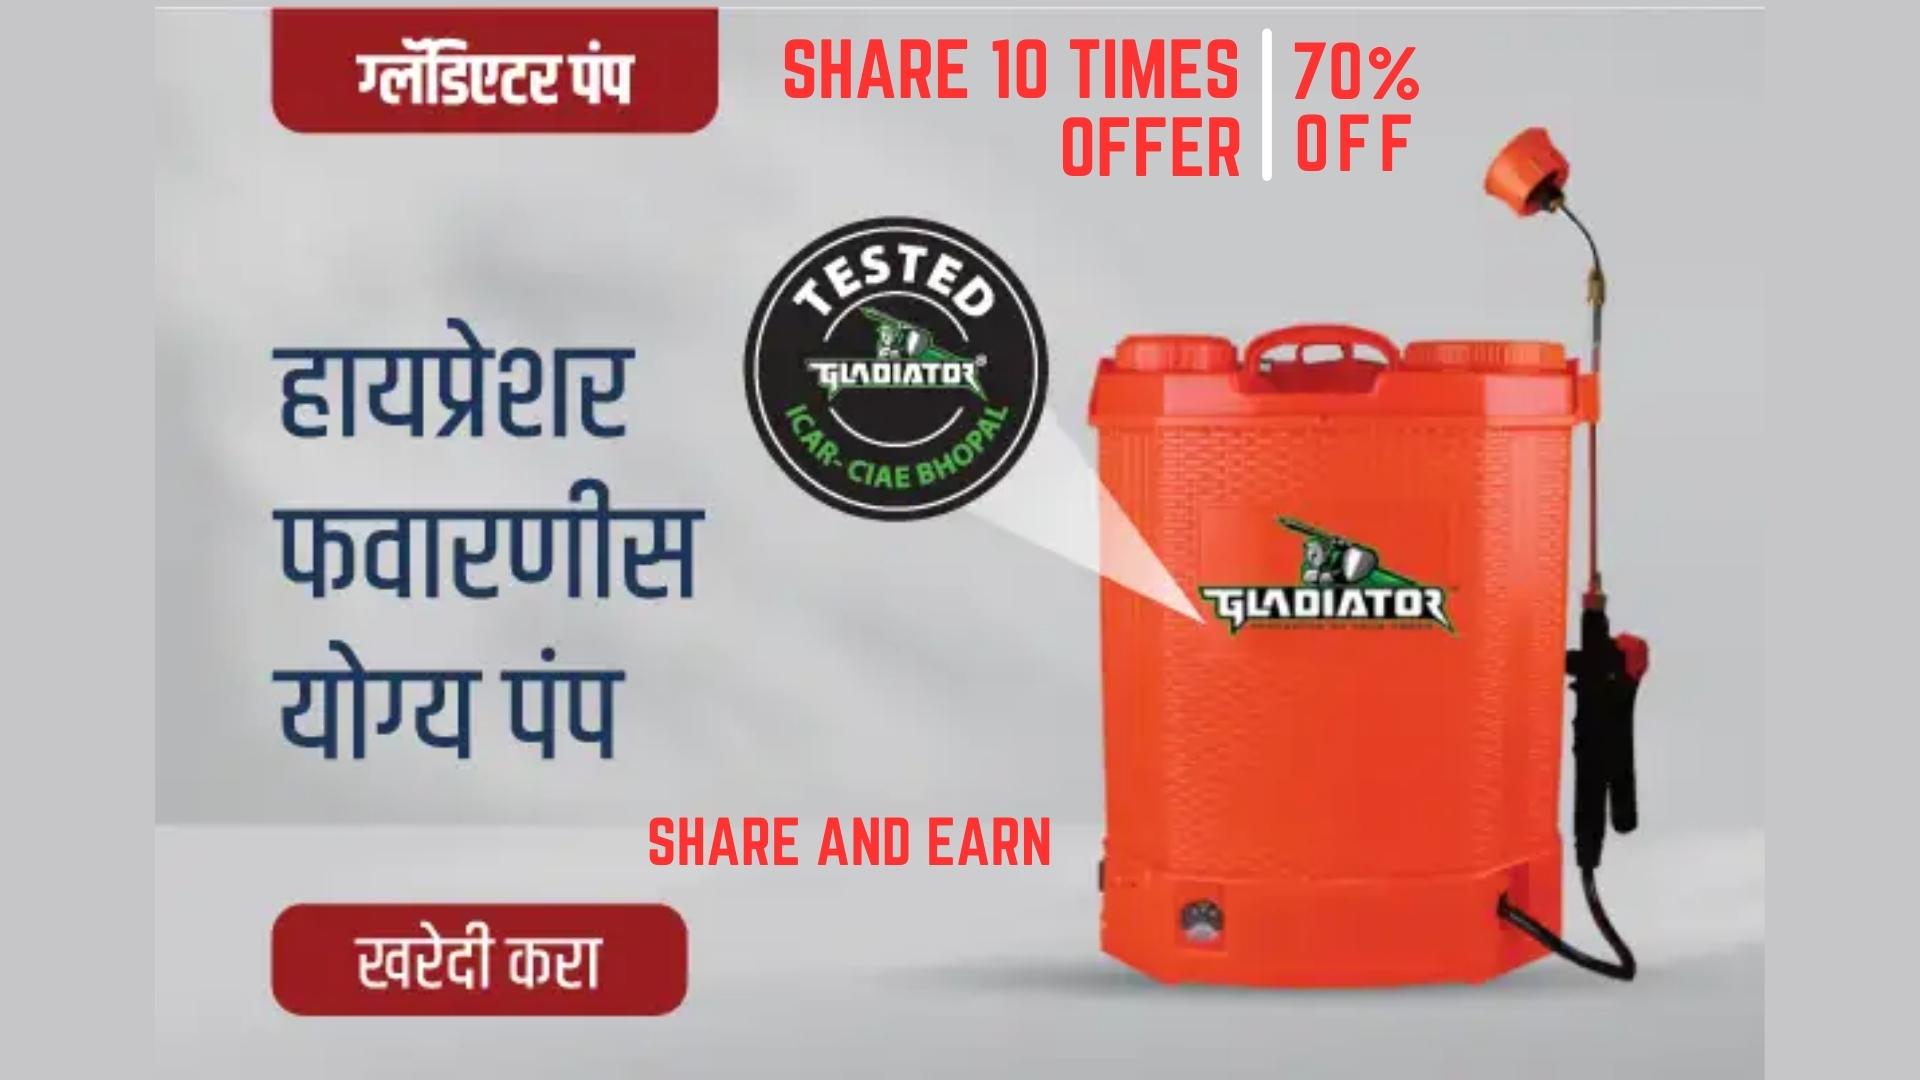 ग्लॅडिएटर पंप
SHARE 10 TIMES
OFFER
70%
OFF
TESTED
GLADIATOR®
ICAR- CIAE BHOPAL
हायप्रेशर
फवारणीस
योग्य पंप
GLADIATOR
SHARE AND EARN
खरेदी करा